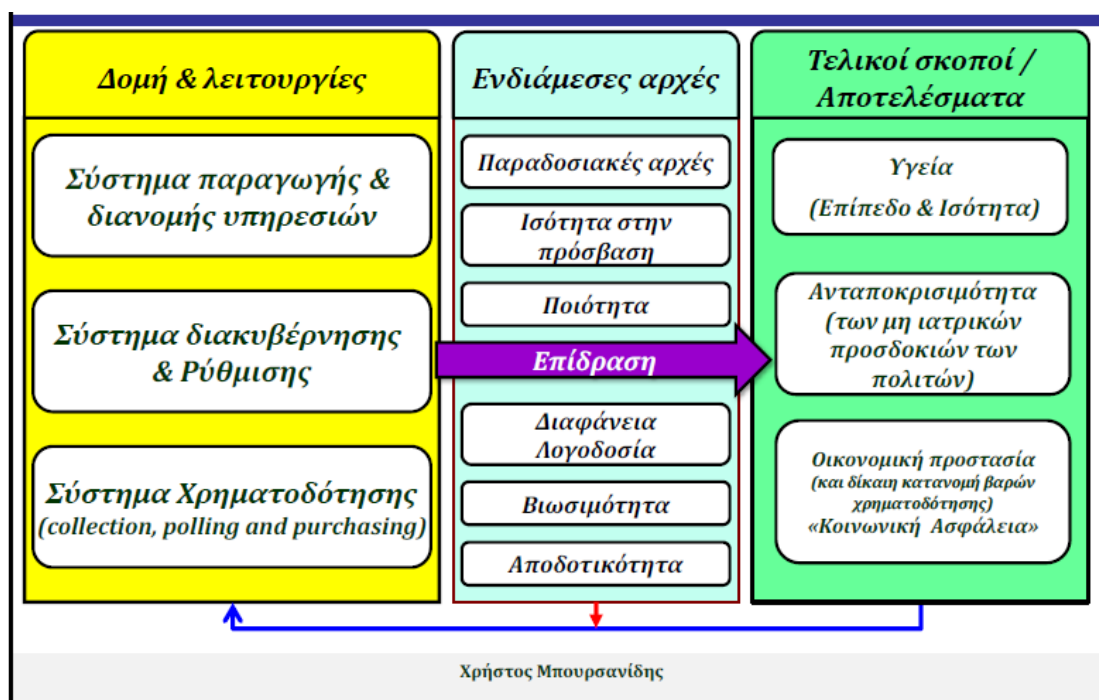 Δομή & λειτουργίες
Σύστημα παραγωγής &
διανομής υπηρεσιών
Σύστημα διακυβέρνησης
& Ρύθμισης
Σύστημα Χρηματοδότησης
(collection, polling and purchasing)
Ενδιάμεσες αρχές
Παραδοσιακές αρχές
Ισότητα στην
πρόσβαση
Ποιότητα
Επίδραση
Διαφάνεια
Λογοδοσία
Βιωσιμότητα
Αποδοτικότητα
Τελικοί σκοποί /
Αποτελέσματα
Υγεία
(Επίπεδο & Ισότητα)
Ανταποκρισιμότητα
(των μη ιατρικών
προσδοκιών των
πολιτών)
Οικονομική προστασία
(και δίκαιη κατανομή βαρών
χρηματοδότησης)
«Κοινωνική Ασφάλεια»
Χρήστος Μπουρσανίδης